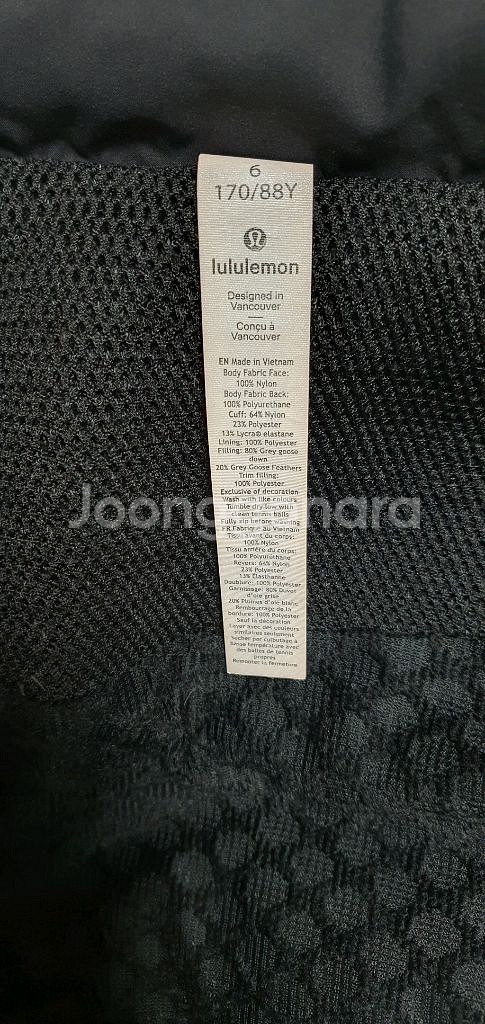 6
170/88Y
lululemon
Designed in
Vancouver
Conçu à
Vancouver
EN Made in Vietnam
Body Fabric Face:
100% Nylon
Body Fabric Back:
100% Polyurethane
Cuff: 64% Nylon
23% Polyester
13% Lycra® elastane
Lining: 100% Polyester
Filling: 80% Grey goose
down
20% Grey Goose Feathers
Trim filling:
100% Polyester
Exclusive of decoration
Wash with like colours
Tumble dry low with
clean tennis balls
Fully zip before washing
FR Fabriqué au Vietnam
Tissu avant du corps:
100% Nylon
Tissu arrière du corps:
100% Polyuréthane
Revers: 64% Nylon
23% Polyester
13% Élasthanne
Doublure: 100% Polyester
Garnissage: 80% Duvet
d'oie grise
20% Plumes d'oie blanc
Rembourrage de la
bordure: 100% Polyester
Sauf la décoration
Laver avec des couleurs
similaires seulement
Sécher par culbutage à
basse température avec
des balles de tennis
propres
Remonter la fermeture